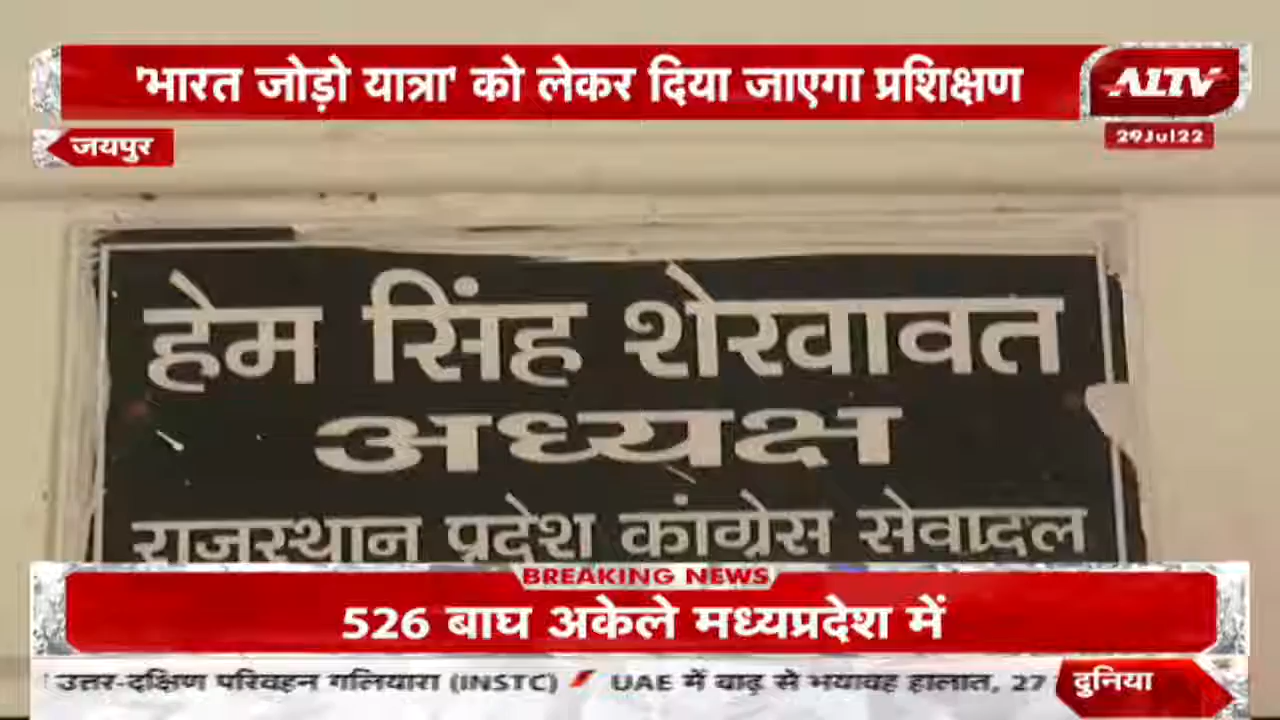 'भारत जोड़ो यात्रा' को लेकर दिया जाएगा प्रशिक्षण
A1TV
जयपुर
29Jul22
हेम सिंह शेखावत
अध्यक्ष
राजस्थान प्रदेश कांग्रेस सेवादल
BREAKING NEWS
526 बाघ अकेले मध्यप्रदेश में
उत्तर-दक्षिण परिवहन गलियारा (INSTC) UAE में बाढ़ से भयावह हालात, 27
दुनिया